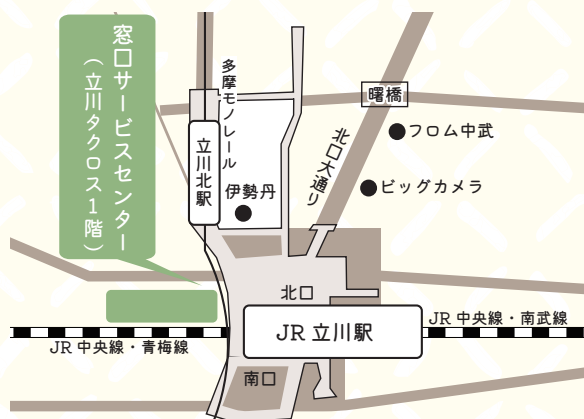 窓口サービスセンター
(立川タクロス1階)
多摩モノレール
立川北駅
伊勢丹
曙橋
フロム中武
北口大通り
ビッグカメラ
北口
JR 立川駅
JR 中央線・南武線
JR 中央線・青梅線
南口